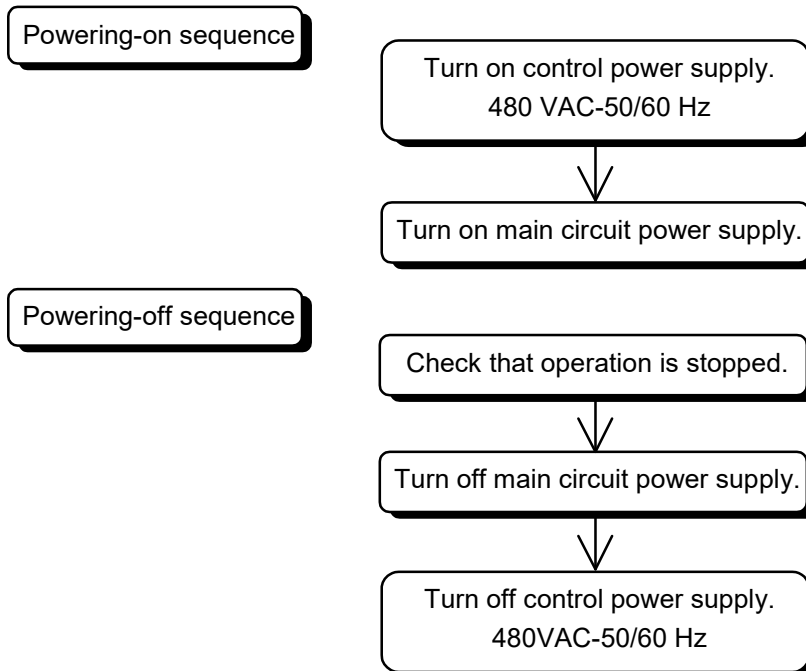 Powering-on sequence
Turn on control power supply.
480 VAC-50/60 Hz
Turn on main circuit power supply.
Powering-off sequence
Check that operation is stopped.
Turn off main circuit power supply.
Turn off control power supply.
480VAC-50/60 Hz